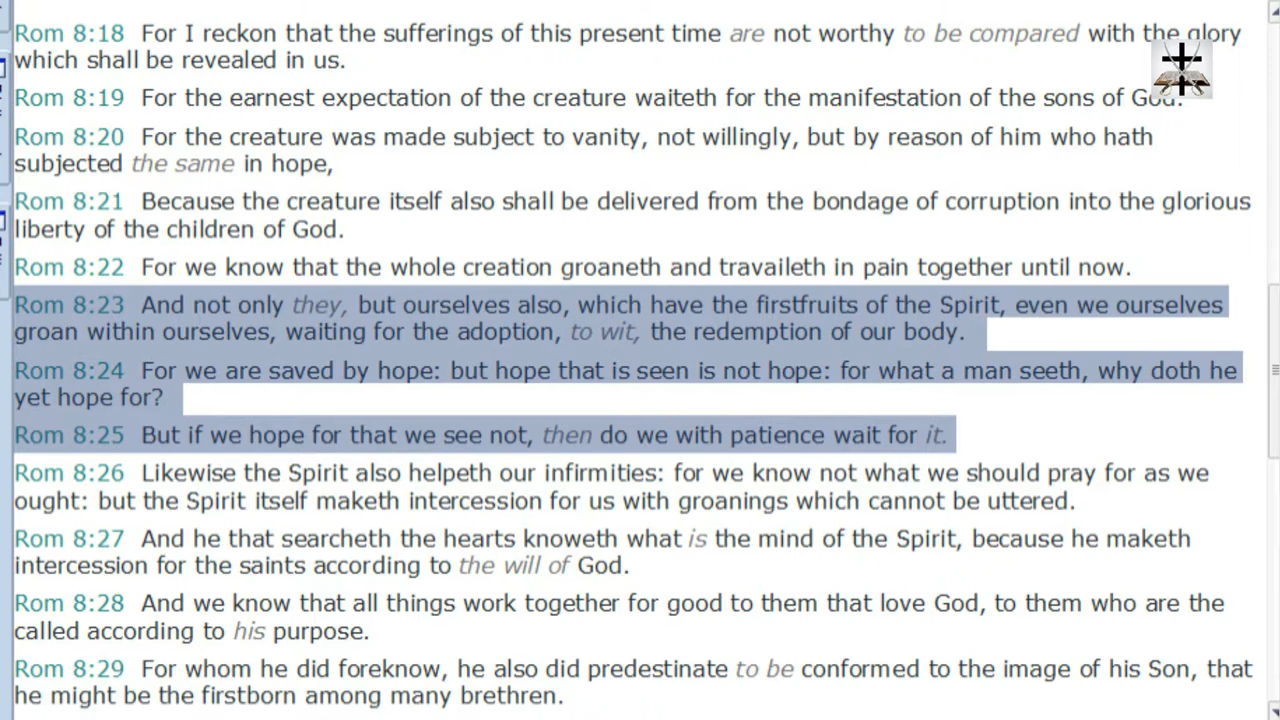 Rom 8:18 For I reckon that the sufferings of this present time are not worthy to be compared with the glory
which shall be revealed in us.
Rom 8:19 For the earnest expectation of the creature waiteth for the manifestation of the sons of God.
Rom 8:20 For the creature was made subject to vanity, not willingly, but by reason of him who hath
subjected the same in hope,
Rom 8:21 Because the creature itself also shall be delivered from the bondage of corruption into the glorious
liberty of the children of God.
Rom 8:22 For we know that the whole creation groaneth and travaileth in pain together until now.
Rom 8:23 And not only they, but ourselves also, which have the firstfruits of the Spirit, even we ourselves
groan within ourselves, waiting for the adoption, to wit, the redemption of our body.
Rom 8:24 For we are saved by hope: but hope that is seen is not hope: for what a man seeth, why doth he
yet hope for?
Rom 8:25 But if we hope for that we see not, then do we with patience wait for it.
Rom 8:26 Likewise the Spirit also helpeth our infirmities: for we know not what we should pray for as we
ought: but the Spirit itself maketh intercession for us with groanings which cannot be uttered.
Rom 8:27 And he that searcheth the hearts knoweth what is the mind of the Spirit, because he maketh
intercession for the saints according to the will of God.
Rom 8:28 And we know that all things work together for good to them that love God, to them who are the
called according to his purpose.
Rom 8:29 For whom he did foreknow, he also did predestinate to be conformed to the image of his Son, that
he might be the firstborn among many brethren.